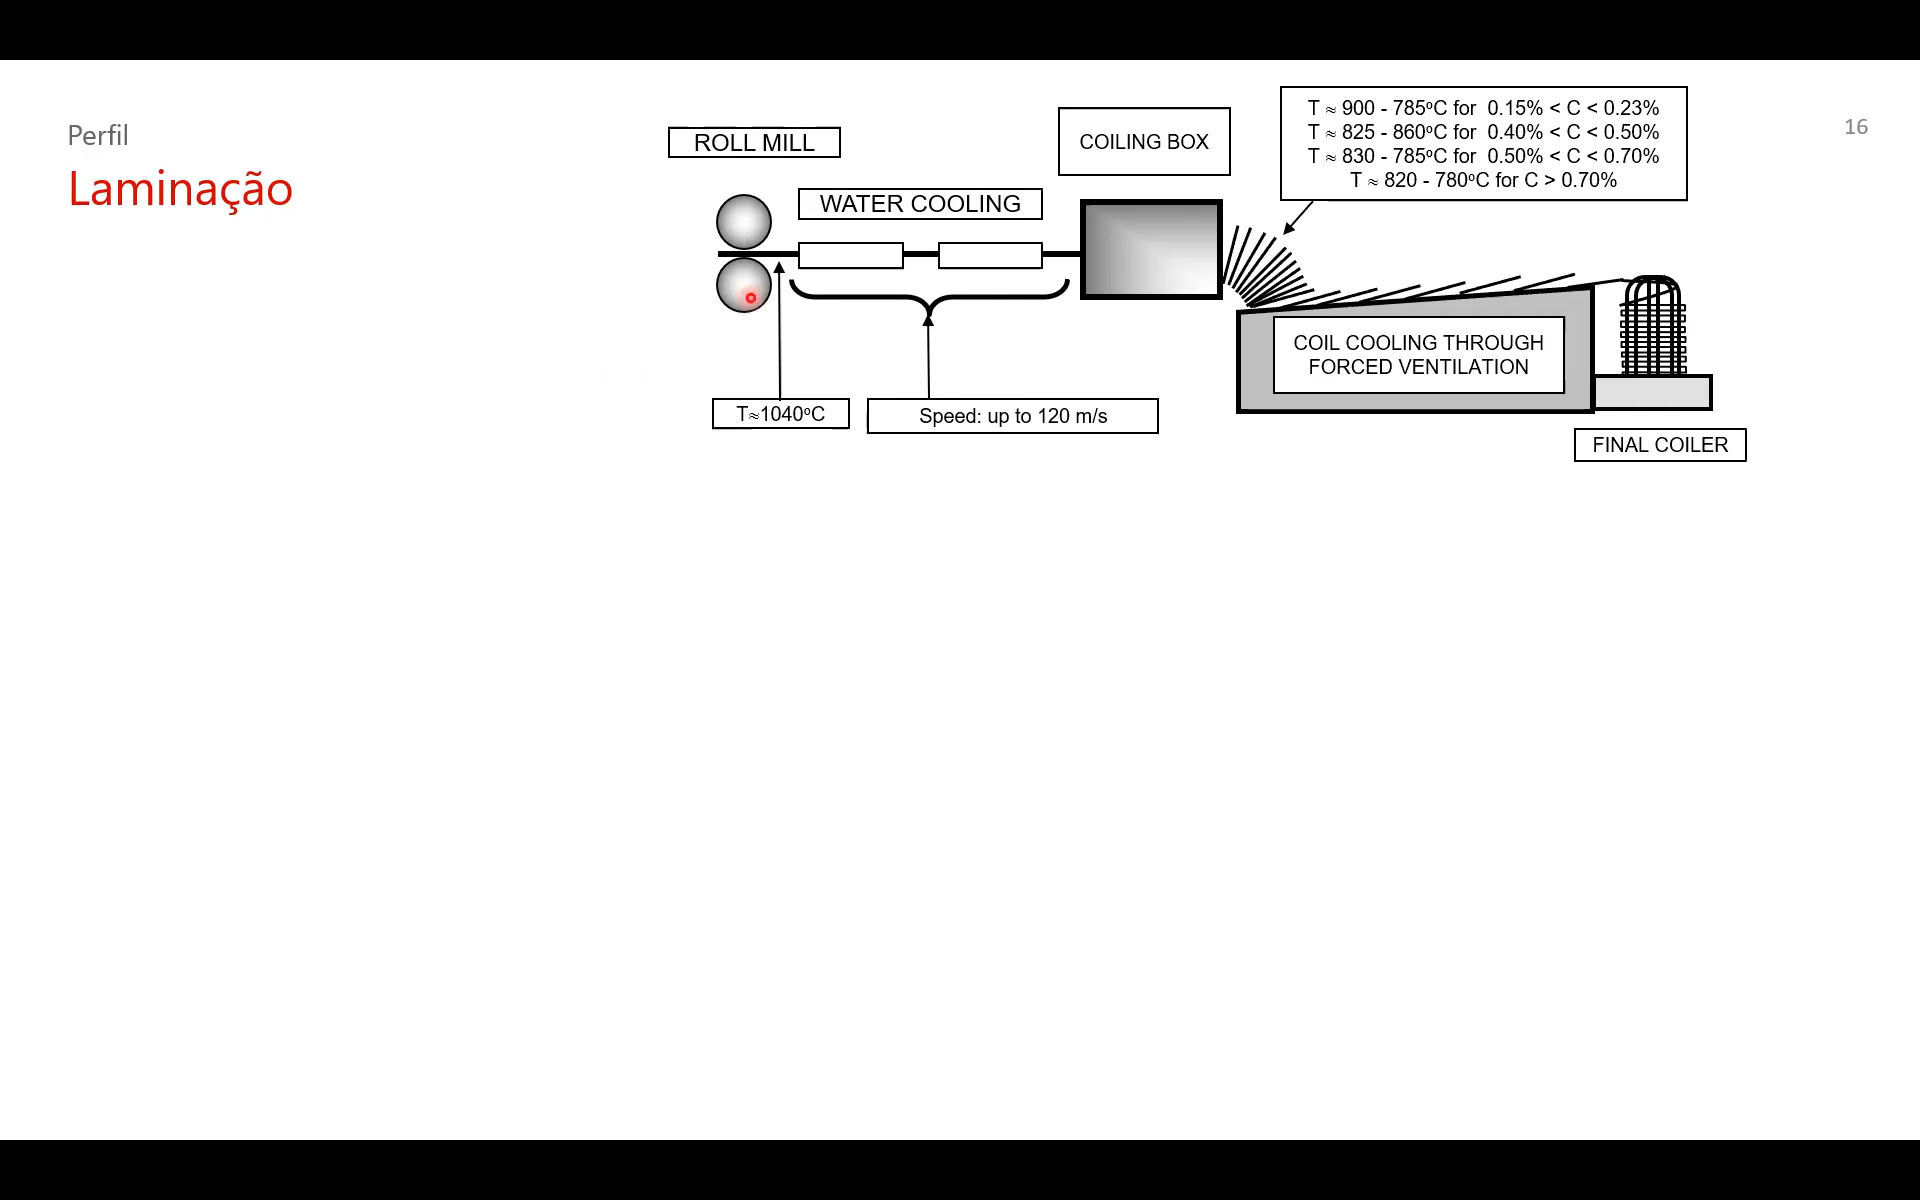 Perfil
Laminação
16
ROLL MILL
COILING BOX
T ≈ 900 - 785ºC for 0.15% < C < 0.23%
T ≈ 825 - 860ºC for 0.40% < C < 0.50%
T ≈ 830 - 785ºC for 0.50% < C < 0.70%
T ≈ 820 - 780ºC for C > 0.70%
WATER COOLING
COIL COOLING THROUGH
FORCED VENTILATION
T≈1040ºC
Speed: up to 120 m/s
FINAL COILER